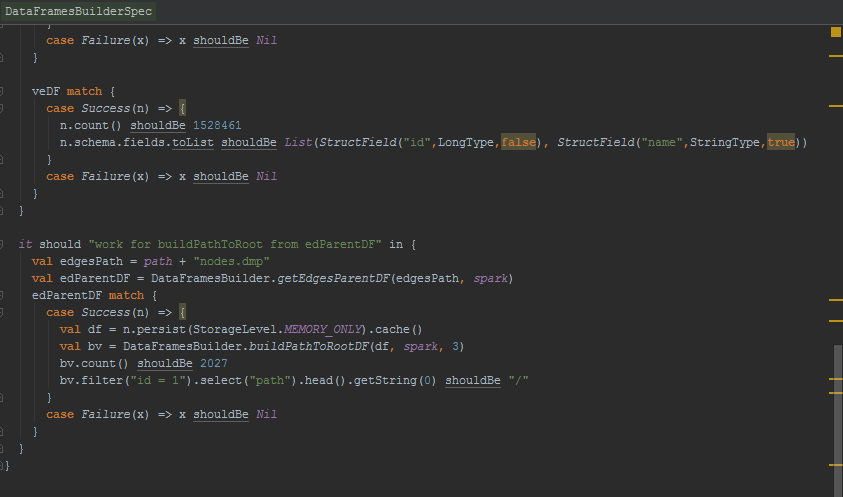 DataFramesBuilderSpec
}
case Failure(x) => x shouldBe Nil
}
veDF match {
case Success(n) => {
n.count() shouldBe 1528461
n.schema.fields.toList shouldBe List(StructField("id",LongType,false), StructField("name",StringType,true))
}
case Failure(x) => x shouldBe Nil
}
}
it should "work for buildPathToRoot from edParentDF" in {
val edgesPath = path + "nodes.dmp"
val edParentDF = DataFramesBuilder.getEdgesParentDF(edgesPath, spark)
edParentDF match {
case Success(n) => {
val df = n.persist(StorageLevel.MEMORY_ONLY).cache()
val bv = DataFramesBuilder.buildPathToRootDF(df, spark, 3)
bv.count() shouldBe 2027
bv.filter("id = 1").select("path").head().getString(0) shouldBe "/"
}
case Failure(x) => x shouldBe Nil
}
}
}